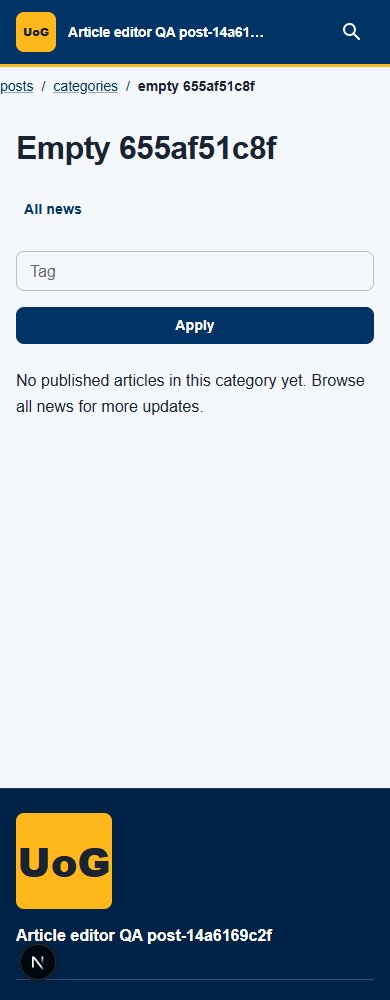 UoG Article editor QA post-14a61...
posts / categories / empty 655af51c8f
Empty 655af51c8f
All news
Tag
Apply
No published articles in this category yet. Browse
all news for more updates.
UoG
Article editor QA post-14a6169c2f
N